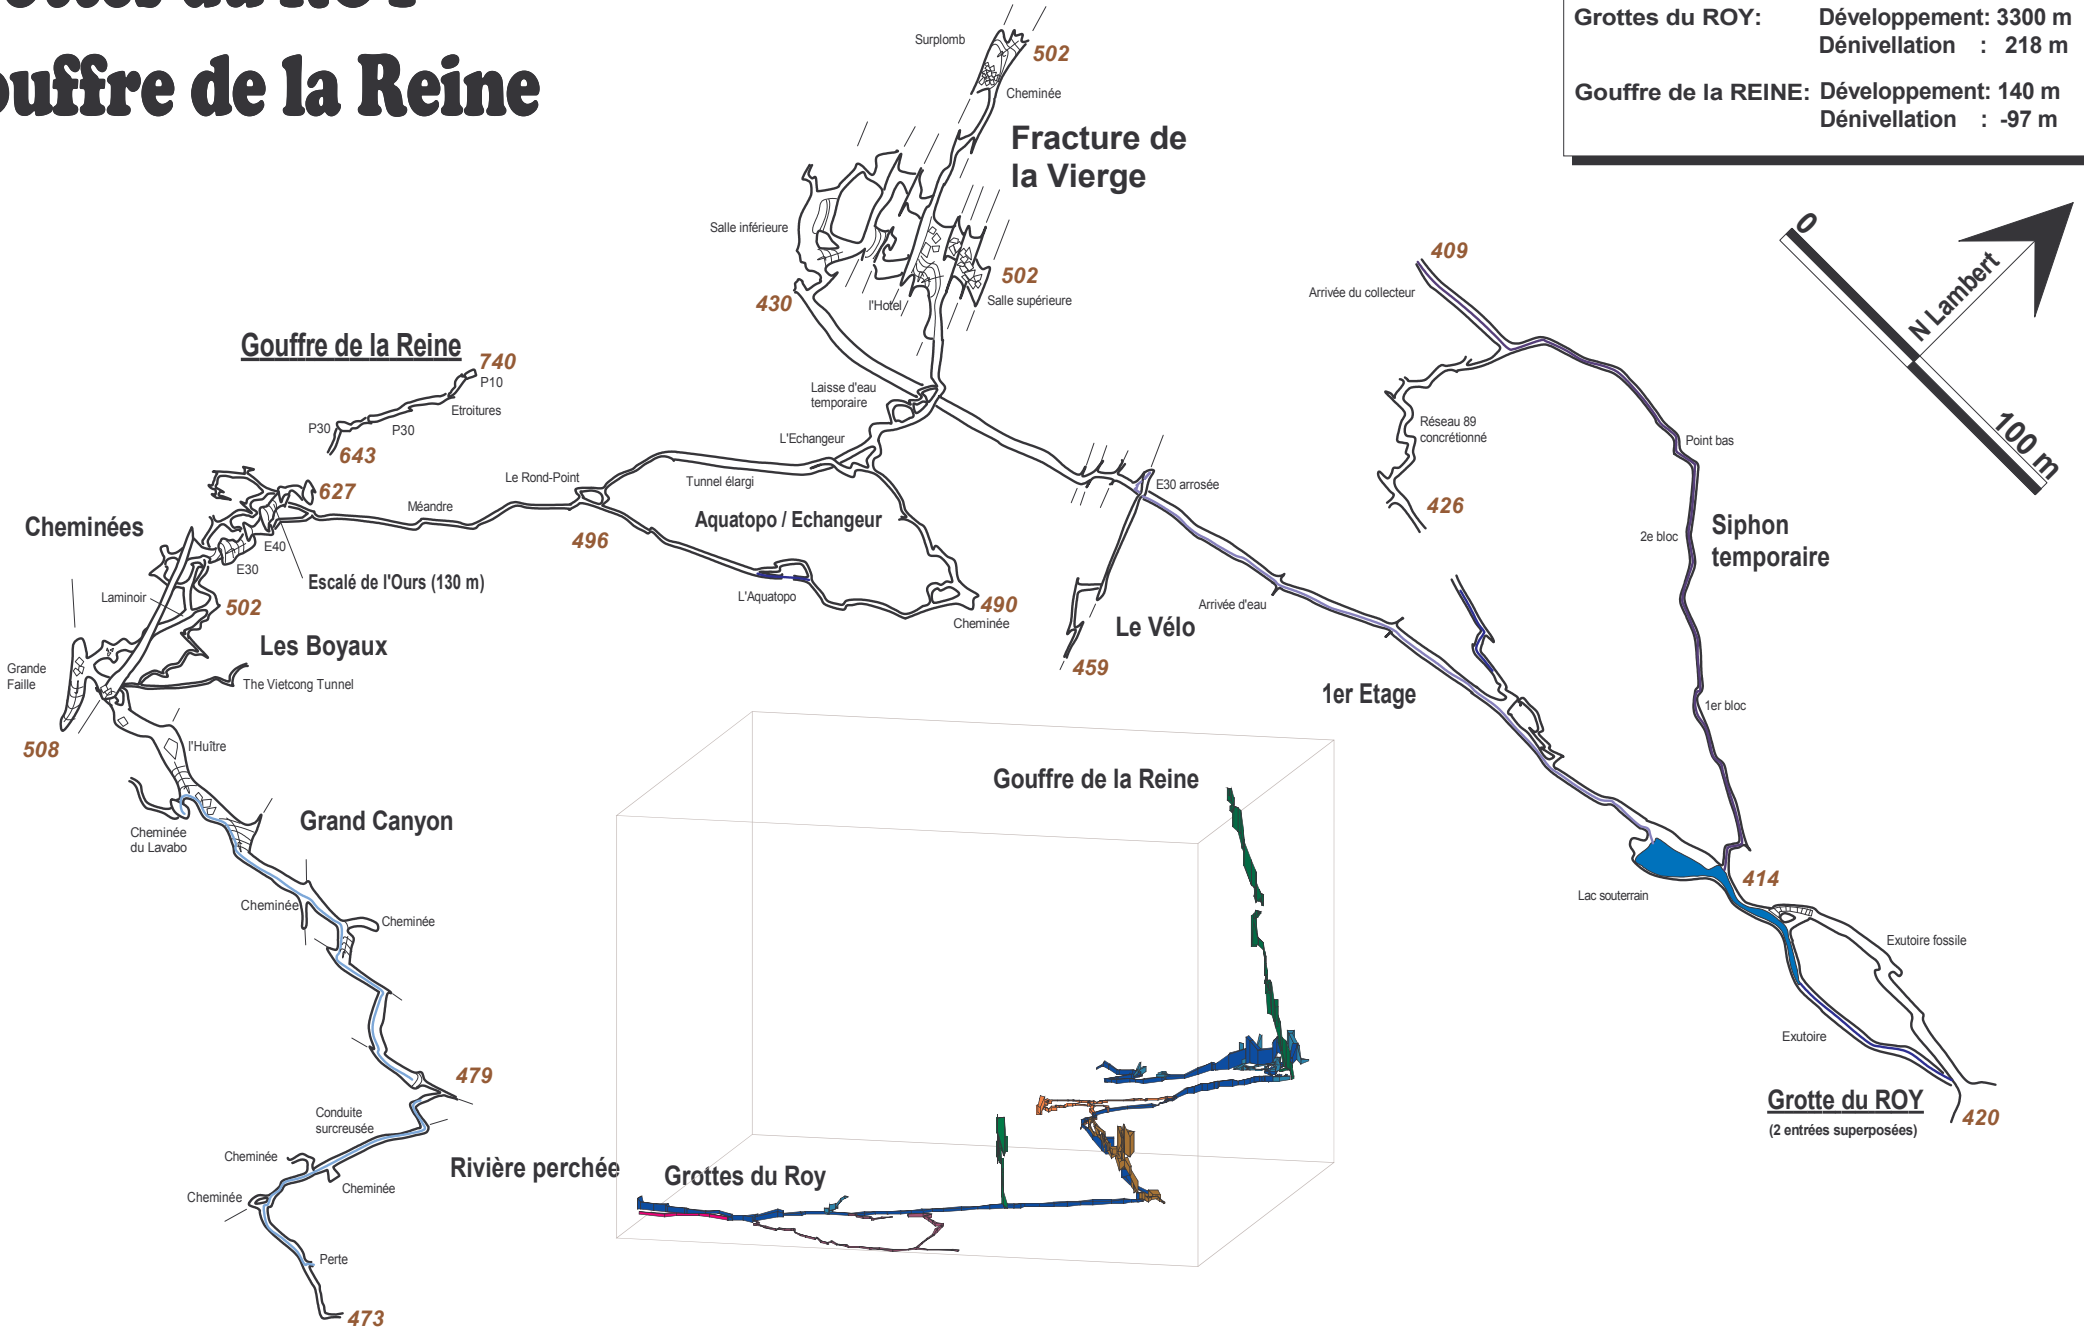 Gouffre de la Reine
Grottes du ROY:
Développement: 3300 m
Dénivellation : 218 m
Gouffre de la REINE:
Développement: 140 m
Dénivellation : -97 m
Surplomb
502
Cheminée
Fracture de
la Vierge
Salle inférieure
430
l'Hotel
502
Salle supérieure
409
Arrivée du collecteur
0
N Lambert
100 m
Gouffre de la Reine
740
P10
Etroitures
P30
P30
643
Laisse d'eau
temporaire
L'Echangeur
Réseau 89
concrétionné
426
Point bas
2e bloc
Siphon
temporaire
1er bloc
627
Le Rond-Point
Méandre
Tunnel élargi
Aquatopo / Echangeur
496
E30 arrosée
Cheminées
E40
E30
Escalé de l'Ours (130 m)
Laminoir
502
L'Aquatopo
490
Cheminée
Arrivée d'eau
Le Vélo
459
Les Boyaux
The Vietcong Tunnel
Grande
Faille
508
1er Etage
l'Huître
Grand Canyon
Cheminée
du Lavabo
Cheminée
Cheminée
Gouffre de la Reine
Lac souterrain
414
Exutoire fossile
Exutoire
Grotte du ROY
(2 entrées superposées)
420
479
Conduite
surcreusée
Cheminée
Cheminée
Cheminée
Rivière perchée
Grottes du Roy
Perte
473